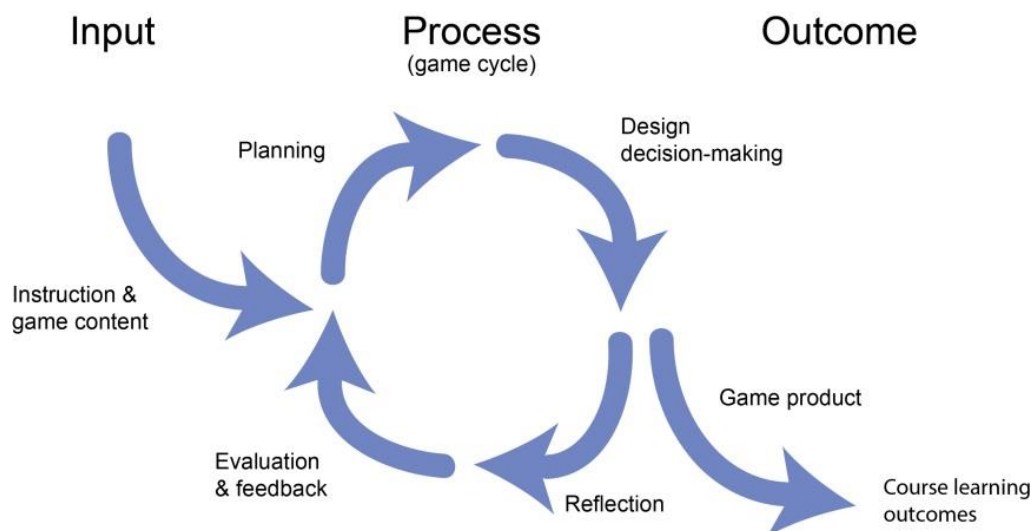 Input
Process
(game cycle)
Outcome
Planning
Design
decision-making
Instruction &
game content
Game product
Evaluation
& feedback
Reflection
Course learning
outcomes